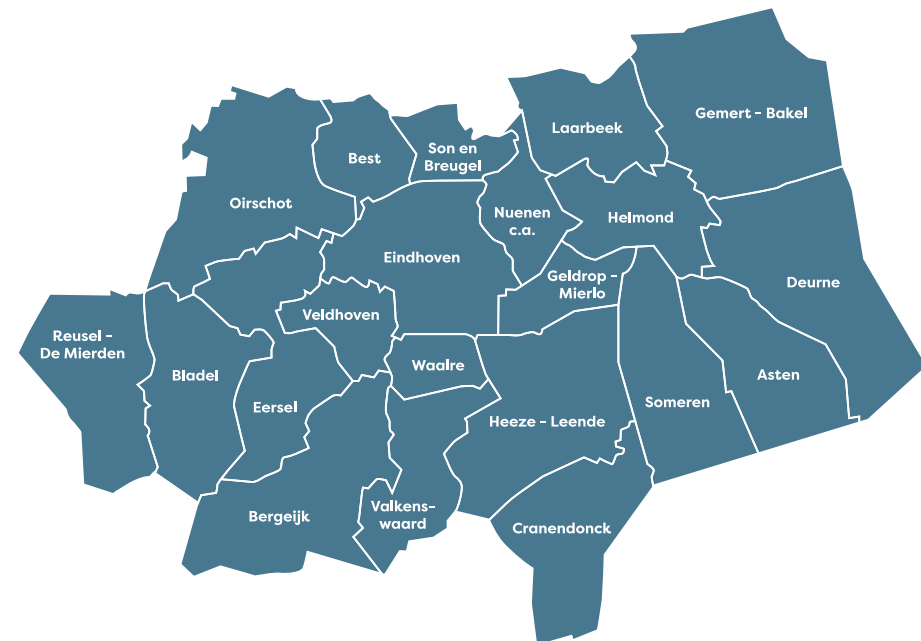 Gemert - Bakel
Laarbeek
Son en
Breugel
Best
Oirschot
Nuenen
c.a.
Helmond
Eindhoven
Geldrop -
Mierlo
Deurne
Veldhoven
Reusel -
De Mierden
Bladel
Waalre
Asten
Eersel
Someren
Heeze - Leende
Valkens-
waard
Bergeijk
Cranendonck